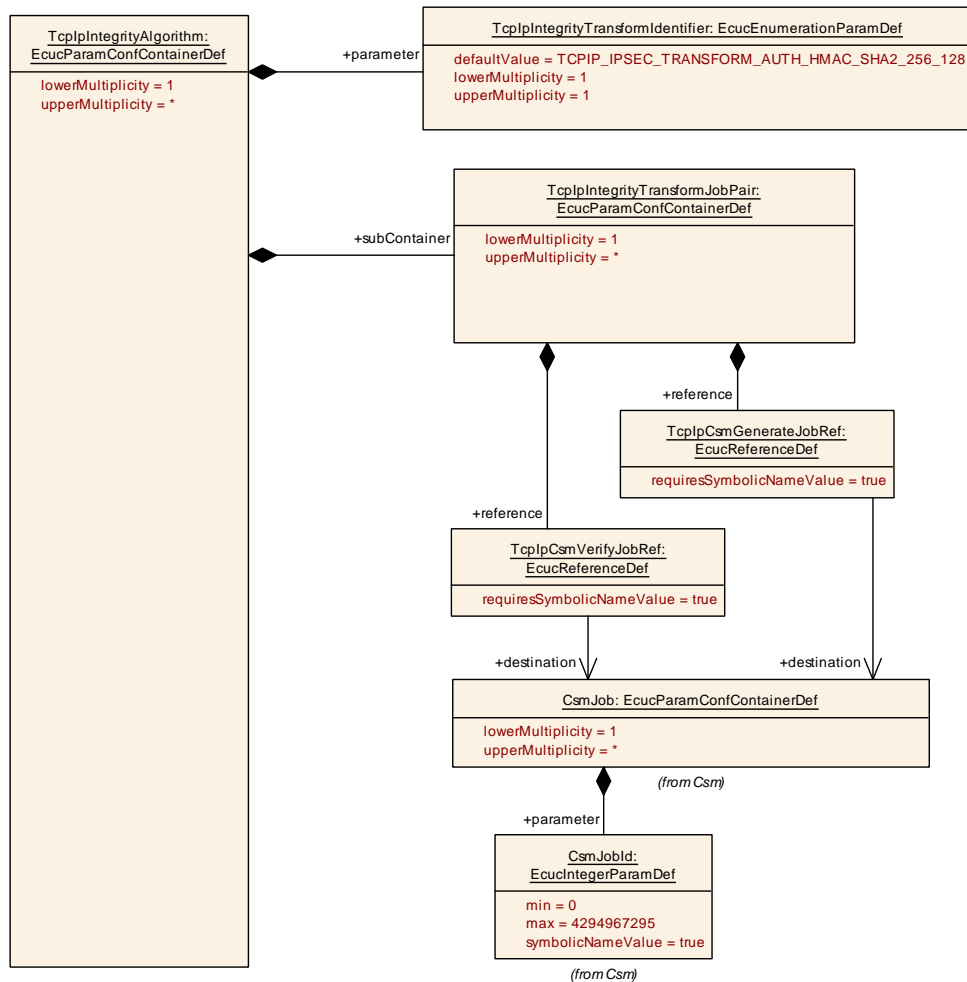 TcpIpIntegrityAlgorithm:
EcucParamConfContainerDef
lowerMultiplicity = 1
upperMultiplicity = *
+parameter
TcpIpIntegrityTransformIdentifier: EcucEnumerationParamDef
defaultValue = TCPIP_IPSEC_TRANSFORM_AUTH_HMAC_SHA2_256_128
lowerMultiplicity = 1
upperMultiplicity = 1
+subContainer
TcpIpIntegrityTransformJobPair:
EcucParamConfContainerDef
lowerMultiplicity = 1
upperMultiplicity = *
+reference
TcpIpCsmGenerateJobRef:
EcucReferenceDef
requiresSymbolicNameValue = true
+reference
TcpIpCsmVerifyJobRef:
EcucReferenceDef
requiresSymbolicNameValue = true
+destination
+destination
CsmJob: EcucParamConfContainerDef
lowerMultiplicity = 1
upperMultiplicity = *
(from Csm)
+parameter
CsmJobId:
EcucIntegerParamDef
min = 0
max = 4294967295
symbolicNameValue = true
(from Csm)